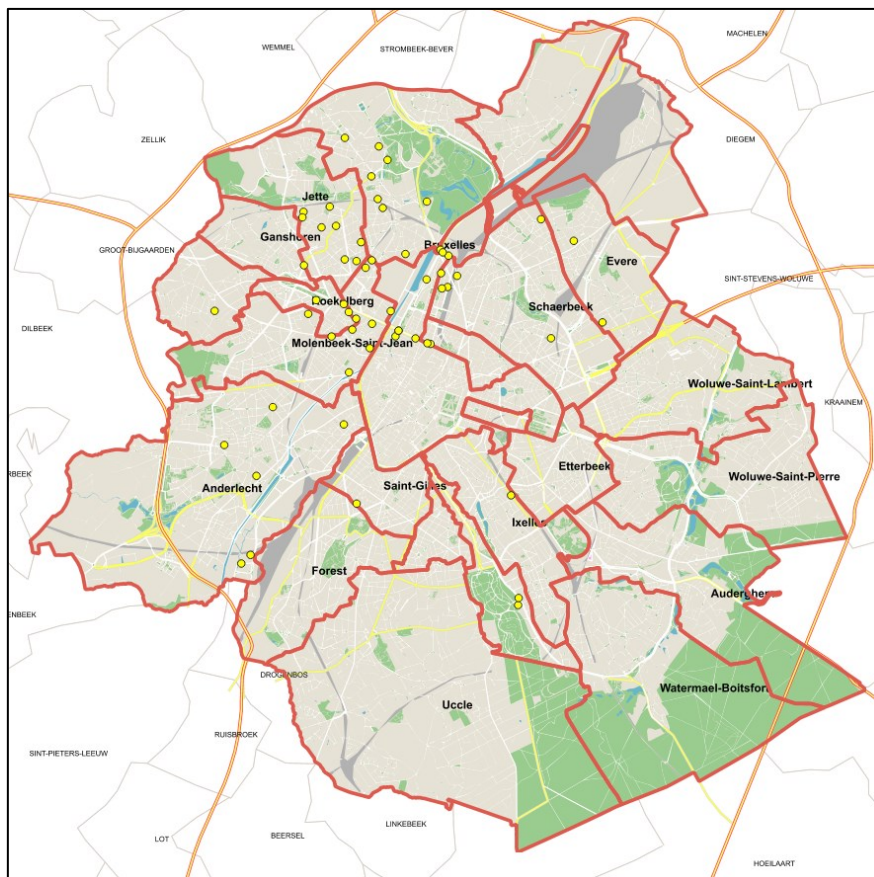 MACHELEN
WEMMEL
STROMBEEK-BEVER
ZELLIK
DIEGEM
Jette
Ganshoren
Bruxelles
GROOT-BIJGAARDEN
Evere
SINT-STEVENS-WOLUWE
Koekelberg
Schaerbeek
DILBEEK
Molenbeek-Saint-Jean
Woluwe-Saint-Lambert
KRAAINEM
Etterbeek
RBEEK
Woluwe-Saint-Pierre
Anderlecht
Saint-Gilles
Ixelles
Forest
Auderghem
ENBEEK
DROGENBOS
Watermael-Boitsfort
Uccle
RUISBROEK
SINT-PIETERS-LEEUW
LINKEBEEK
BEERSEL
LOT
HOEILAART